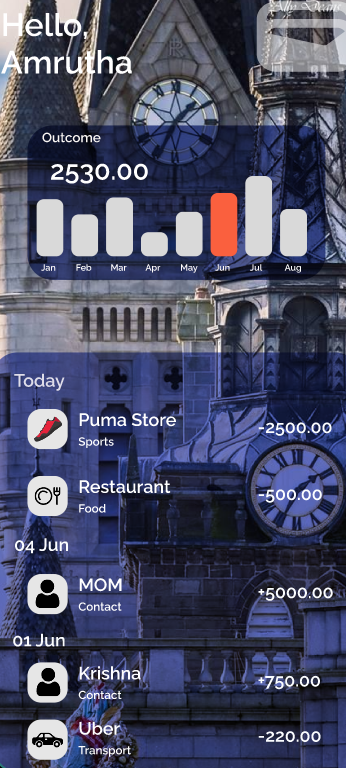 Hello,
Amrutha
Outcome
2530.00
Jan Feb Mar Apr May Jun Jul Aug
Today
Puma Store
-2500.00
Sports
Restaurant
-500.00
Food
04 Jun
MOM
+5000.00
Contact
01 Jun
Krishna
+750.00
Contact
Uber
-220.00
Transport